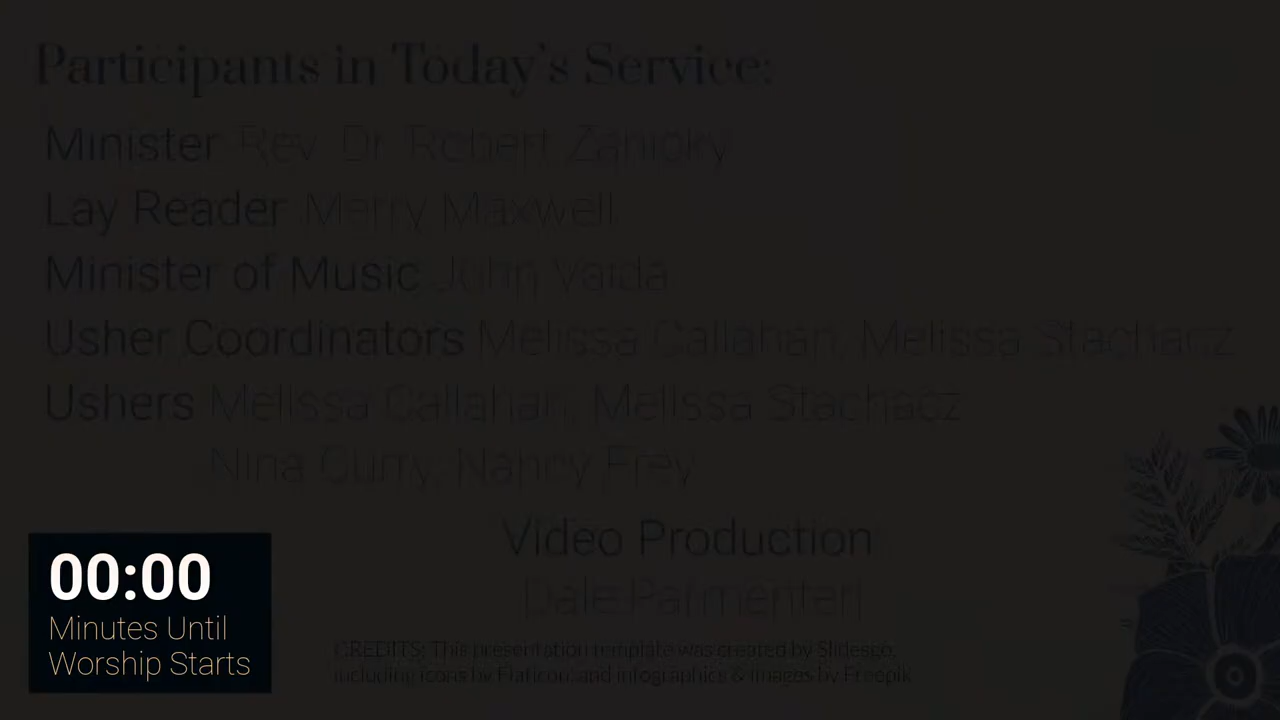 Participants in Today's Service:
Minister Rev. Dr. Robert Zanicky
Lay Reader Merry Maxwell
Minister of Music John Vaida
Usher Coordinators Melissa Callahan, Melissa Stachacz
Ushers Melissa Callahan, Melissa Stachacz
Nina Curry, Nancy Frey
Video Production
Dale Parmenteri
CREDITS: This presentation template was created by Slidesgo,
including icons by Flaticon, and infographics & images by Freepik
00:00
Minutes Until
Worship Starts